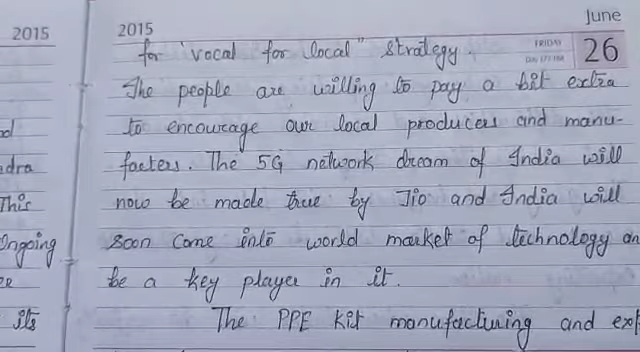 2015
d
dra
This
Ongoing
its
2015
June
FRIDAY
26
for "vocal for local" strategy.
The people are willing to pay a bit extra
to encourage our local producers and manu-
facters. The 5G network dream of India will
now be made true by Jio and India will
soon come into world market of technology an
be a key player in it.
The PPE Kit manufacturing and exp